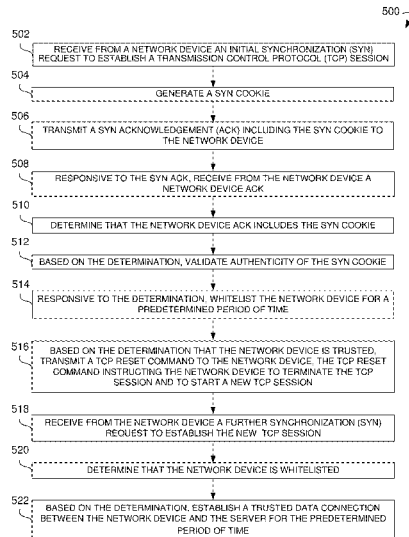 500
502
RECEIVE FROM A NETWORK DEVICE AN INITIAL SYNCHRONIZATION (SYN)
REQUEST TO ESTABLISH A TRANSMISSION CONTROL PROTOCOL (TCP) SESSION
504
GENERATE A SYN COOKIE
506
TRANSMIT A SYN ACKNOWLEDGEMENT (ACK) INCLUDING THE SYN COOKIE TO
THE NETWORK DEVICE
508
RESPONSIVE TO THE SYN ACK, RECEIVE FROM THE NETWORK DEVICE A
NETWORK DEVICE ACK
510
DETERMINE THAT THE NETWORK DEVICE ACK INCLUDES THE SYN COOKIE
512
BASED ON THE DETERMINATION, VALIDATE AUTHENTICITY OF THE SYN COOKIE
514
RESPONSIVE TO THE DETERMINATION, WHITELIST THE NETWORK DEVICE FOR A
PREDETERMINED PERIOD OF TIME
516
BASED ON THE DETERMINATION THAT THE NETWORK DEVICE IS TRUSTED,
TRANSMIT A TCP RESET COMMAND TO THE NETWORK DEVICE, THE TCP RESET
COMMAND INSTRUCTING THE NETWORK DEVICE TO TERMINATE THE TCP
SESSION AND TO START A NEW TCP SESSION
518
RECEIVE FROM THE NETWORK DEVICE A FURTHER SYNCHRONIZATION (SYN)
REQUEST TO ESTABLISH THE NEW TCP SESSION
520
DETERMINE THAT THE NETWORK DEVICE IS WHITELISTED
522
BASED ON THE DETERMINATION, ESTABLISH A TRUSTED DATA CONNECTION
BETWEEN THE NETWORK DEVICE AND THE SERVER FOR THE PREDETERMINED
PERIOD OF TIME